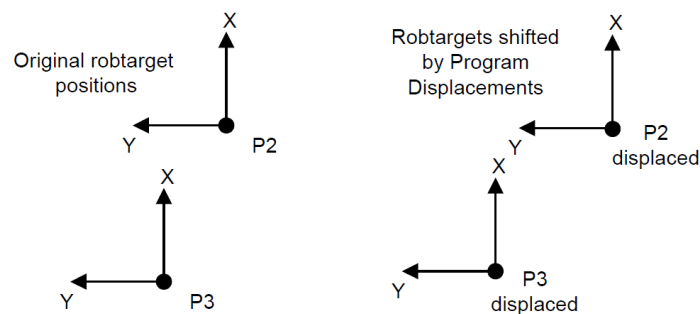 X
Original robtarget
positions
Y
P2
X
Y
P3
X
Robtargets shifted
by Program
Displacements
Y
P2
displaced
X
Y
P3
displaced